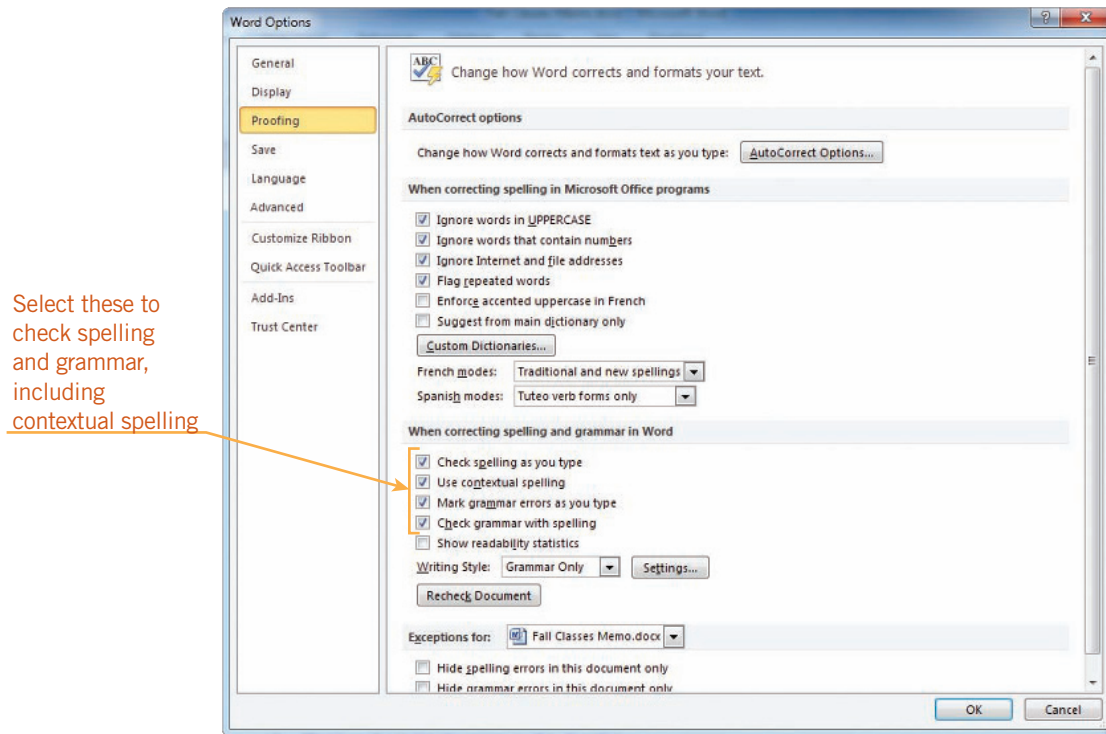 Word Options
General
Display
Proofing
Save
Language
Advanced
Customize Ribbon
Quick Access Toolbar
Add-Ins
Trust Center
ABC
Change how Word corrects and formats your text.
AutoCorrect options
Change how Word corrects and formats text as you type: AutoCorrect Options...
When correcting spelling in Microsoft Office programs
Ignore words in UPPERCASE
Ignore words that contain numbers
Ignore Internet and file addresses
Flag repeated words
Enforce accented uppercase in French
Suggest from main dictionary only
Custom Dictionaries...
French modes: Traditional and new spellings
Spanish modes: Tuteo verb forms only
When correcting spelling and grammar in Word
Check spelling as you type
Use contextual spelling
Mark grammar errors as you type
Check grammar with spelling
Show readability statistics
Writing Style: Grammar Only Settings...
Recheck Document
Exceptions for: Fall Classes Memo.docx
Hide spelling errors in this document only
Hide grammar errors in this document only
OK Cancel
Select these to
check spelling
and grammar,
including
contextual spelling